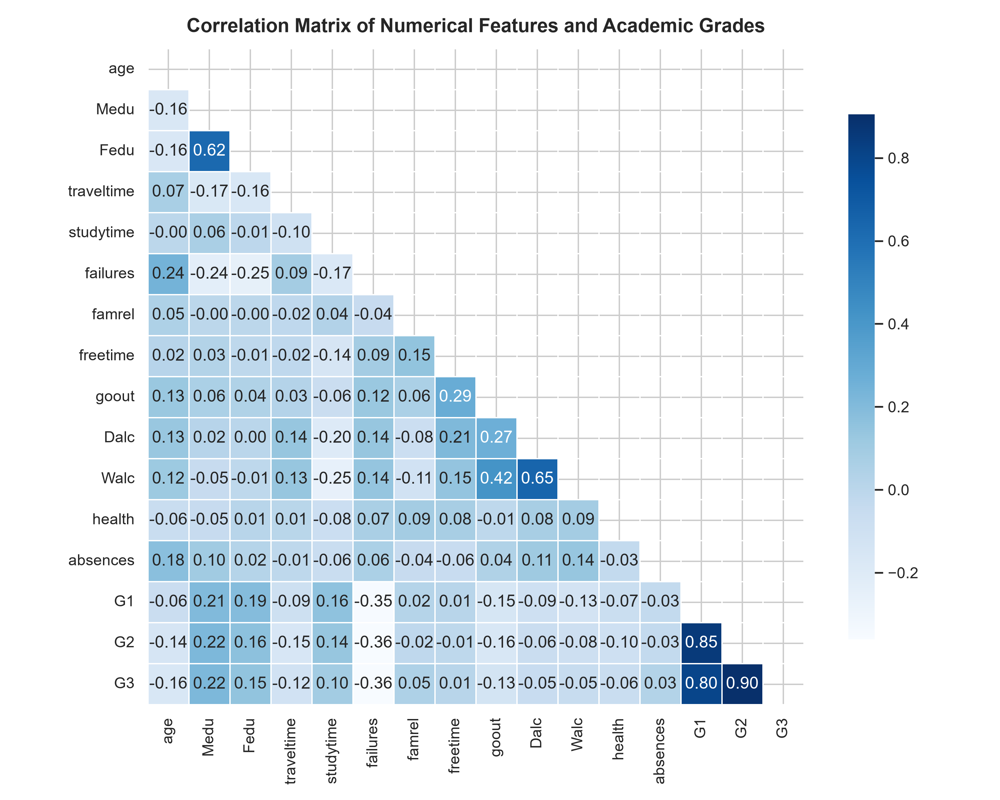 Correlation Matrix of Numerical Features and Academic Grades
age
Medu -0.16
Fedu -0.16 0.62
traveltime 0.07 -0.17 -0.16
studytime -0.00 0.06 -0.01 -0.10
failures 0.24 -0.24 -0.25 0.09 -0.17
famrel 0.05 -0.00 -0.00 -0.02 0.04 -0.04
freetime 0.02 0.03 -0.01 -0.02 -0.14 0.09 0.15
goout 0.13 0.06 0.04 0.03 -0.06 0.12 0.06 0.29
Dalc 0.13 0.02 0.00 0.14 -0.20 0.14 -0.08 0.21 0.27
Walc 0.12 -0.05 -0.01 0.13 -0.25 0.14 -0.11 0.15 0.42 0.65
health -0.06 -0.05 0.01 0.01 -0.08 0.07 0.09 0.08 -0.01 0.08 0.09
absences 0.18 0.10 0.02 -0.01 -0.06 0.06 -0.04 -0.06 0.04 0.11 0.14 -0.03
G1 -0.06 0.21 0.19 -0.09 0.16 -0.35 0.02 0.01 -0.15 -0.09 -0.13 -0.07 -0.03
G2 -0.14 0.22 0.16 -0.15 0.14 -0.36 -0.02 -0.01 -0.16 -0.06 -0.08 -0.10 -0.03 0.85
G3 -0.16 0.22 0.15 -0.12 0.10 -0.36 0.05 0.01 -0.13 -0.05 -0.05 -0.06 0.03 0.80 0.90
age Medu Fedu traveltime studytime failures famrel freetime goout Dalc Walc health absences G1 G2 G3
0.8
0.6
0.4
0.2
0.0
−0.2